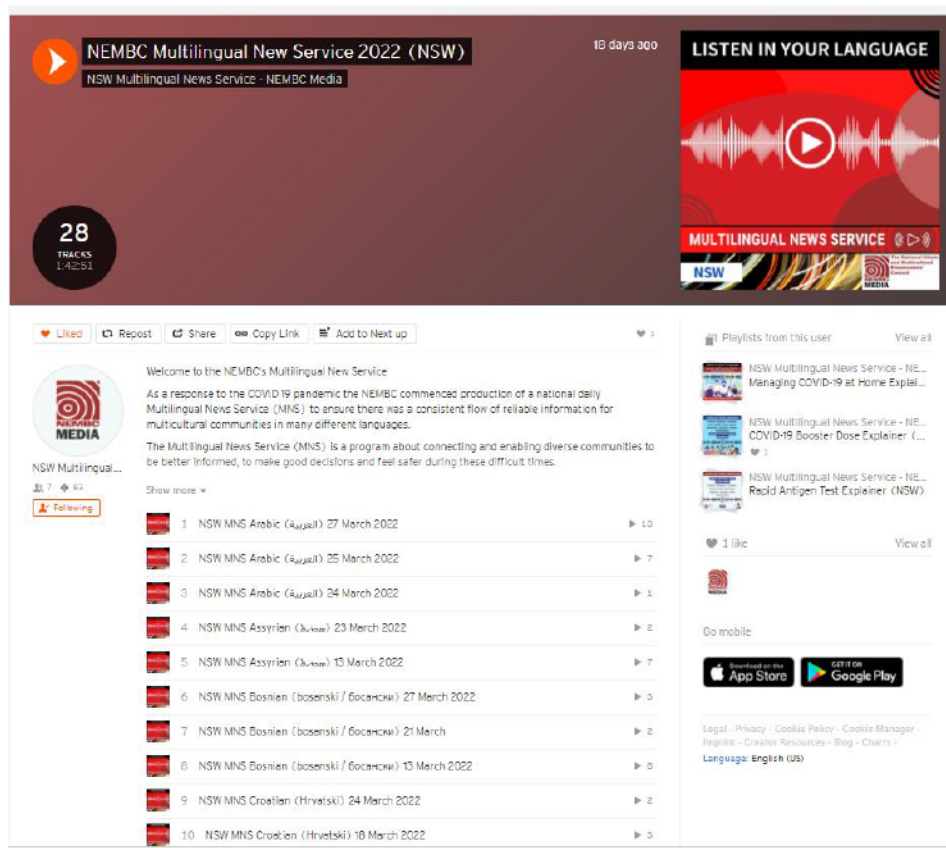 NEMBC Multilingual New Service 2022 (NSW)
NSW Multilingual News Service - NEMBC Media
18 days ago
28
TRACKS
1:42:51
LISTEN IN YOUR LANGUAGE
MULTILINGUAL NEWS SERVICE
NSW
MEDIA
Liked
Repost
Share
Copy Link
Add to Next up
1
NEMBC
MEDIA
NSW Multilingual...
7
Following
Welcome to the NEMBC's Multilingual New Service
As a response to the COVID19 pandemic the NEMBC commenced production of a national daily
Multilingual News Service (MNS) to ensure there was a consistent flow of reliable information for
multicultural communities in many different languages.
The Multilingual News Service (MNS) is a program about connecting and enabling diverse communities to
be better informed, to make good decisions and feel safer during these difficult times.
Show more
1 NSW MNS Arabic (العربية) 27 March 2022 10
2 NSW MNS Arabic (العربية) 25 March 2022 7
3 NSW MNS Arabic (العربية) 24 March 2022 1
4 NSW MNS Assyrian 23 March 2022 2
5 NSW MNS Assyrian 13 March 2022 7
6 NSW MNS Bosnian (bosanski / босански) 27 March 2022
7 NSW MNS Bosnian (bosanski / босански) 21 March 2
8 NSW MNS Bosnian (bosanski / босански) 13 March 2022
9 NSW MNS Croatian (Hrvatski) 24 March 2022 2
10 NSW MNS Croatian (Hrvatski) 18 March 2022
Playlists from this user
View all
NSW Multilingual News Service - NE...
Managing COVID-19 at Home Explai...
NSW Multilingual News Service - NE...
COVID-19 Booster Dose Explainer (...
1
NSW Multilingual News Service - NE...
Rapid Antigen Test Explainer (NSW)
1 like
View all
Go mobile
Download on the
App Store
GET IT ON
Google Play
Legal - Privacy - Cookie Policy - Cookie Manager -
Imprint - Creator Resources - Blog - Charts -
Language: English (US)